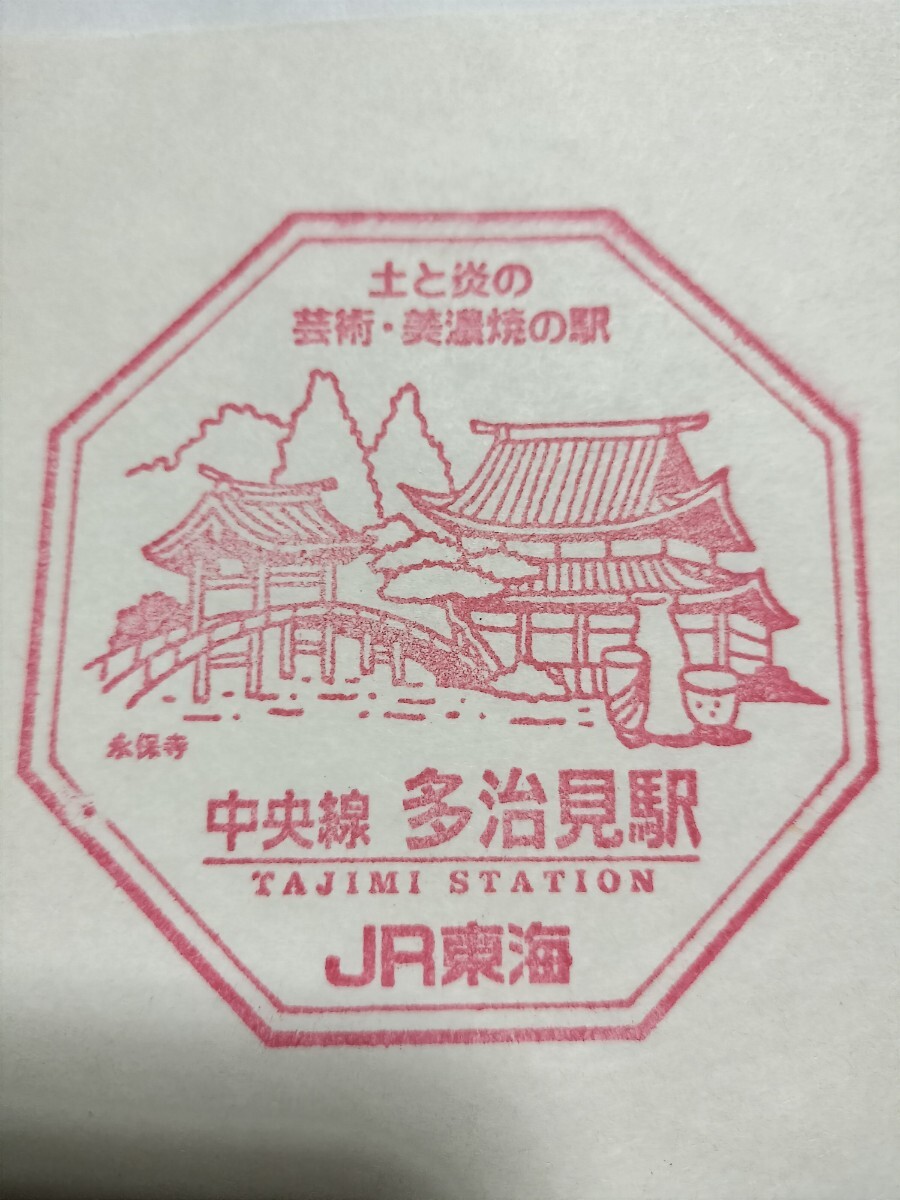 土と炎の
芸術・美濃焼の駅
永保寺
中央線 多治見駅
TAJIMI STATION
JR東海